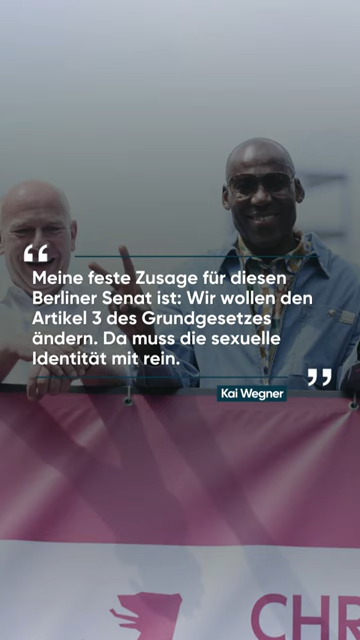 “
Meine feste Zusage für diesen
Berliner Senat ist: Wir wollen den
Artikel 3 des Grundgesetzes
ändern. Da muss die sexuelle
Identität mit rein.
”
Kai Wegner
CHR